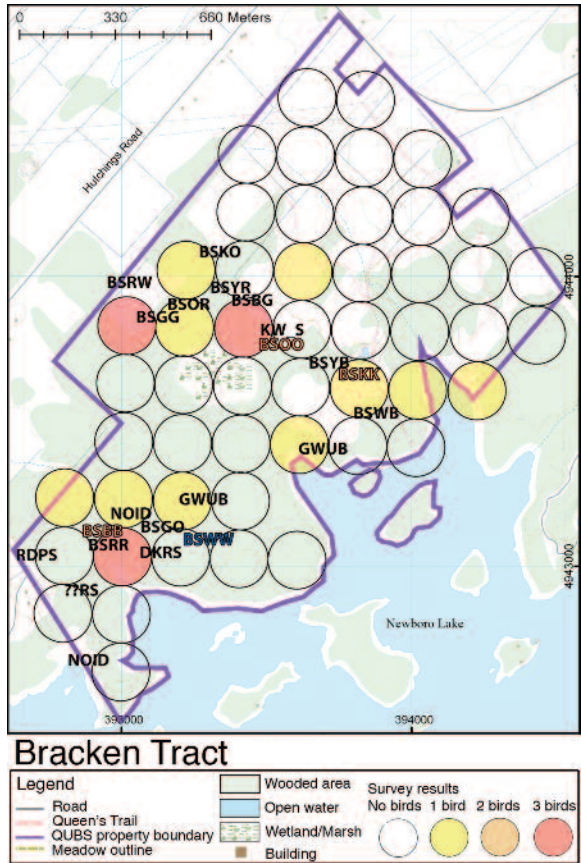 0 330 660 Meters
Hutchings Road
BSKO
BSRW
BSYR
BSOR
BSBG
4944000
BSGG
KW_S
BSOO
BSYB
BSKK
BSWB
GWUB
GWUB
NOID
BSGO
BSBB
BSWW
BSRR
RDPS
DKRS
4943000
??RS
Newboro Lake
NOID
393000
394000
Bracken Tract
Legend
Road
Queen's Trail
QUBS property boundary
Meadow outline
Wooded area
Open water
Wetland/Marsh
Building
Survey results
No birds 1 bird 2 birds 3 birds